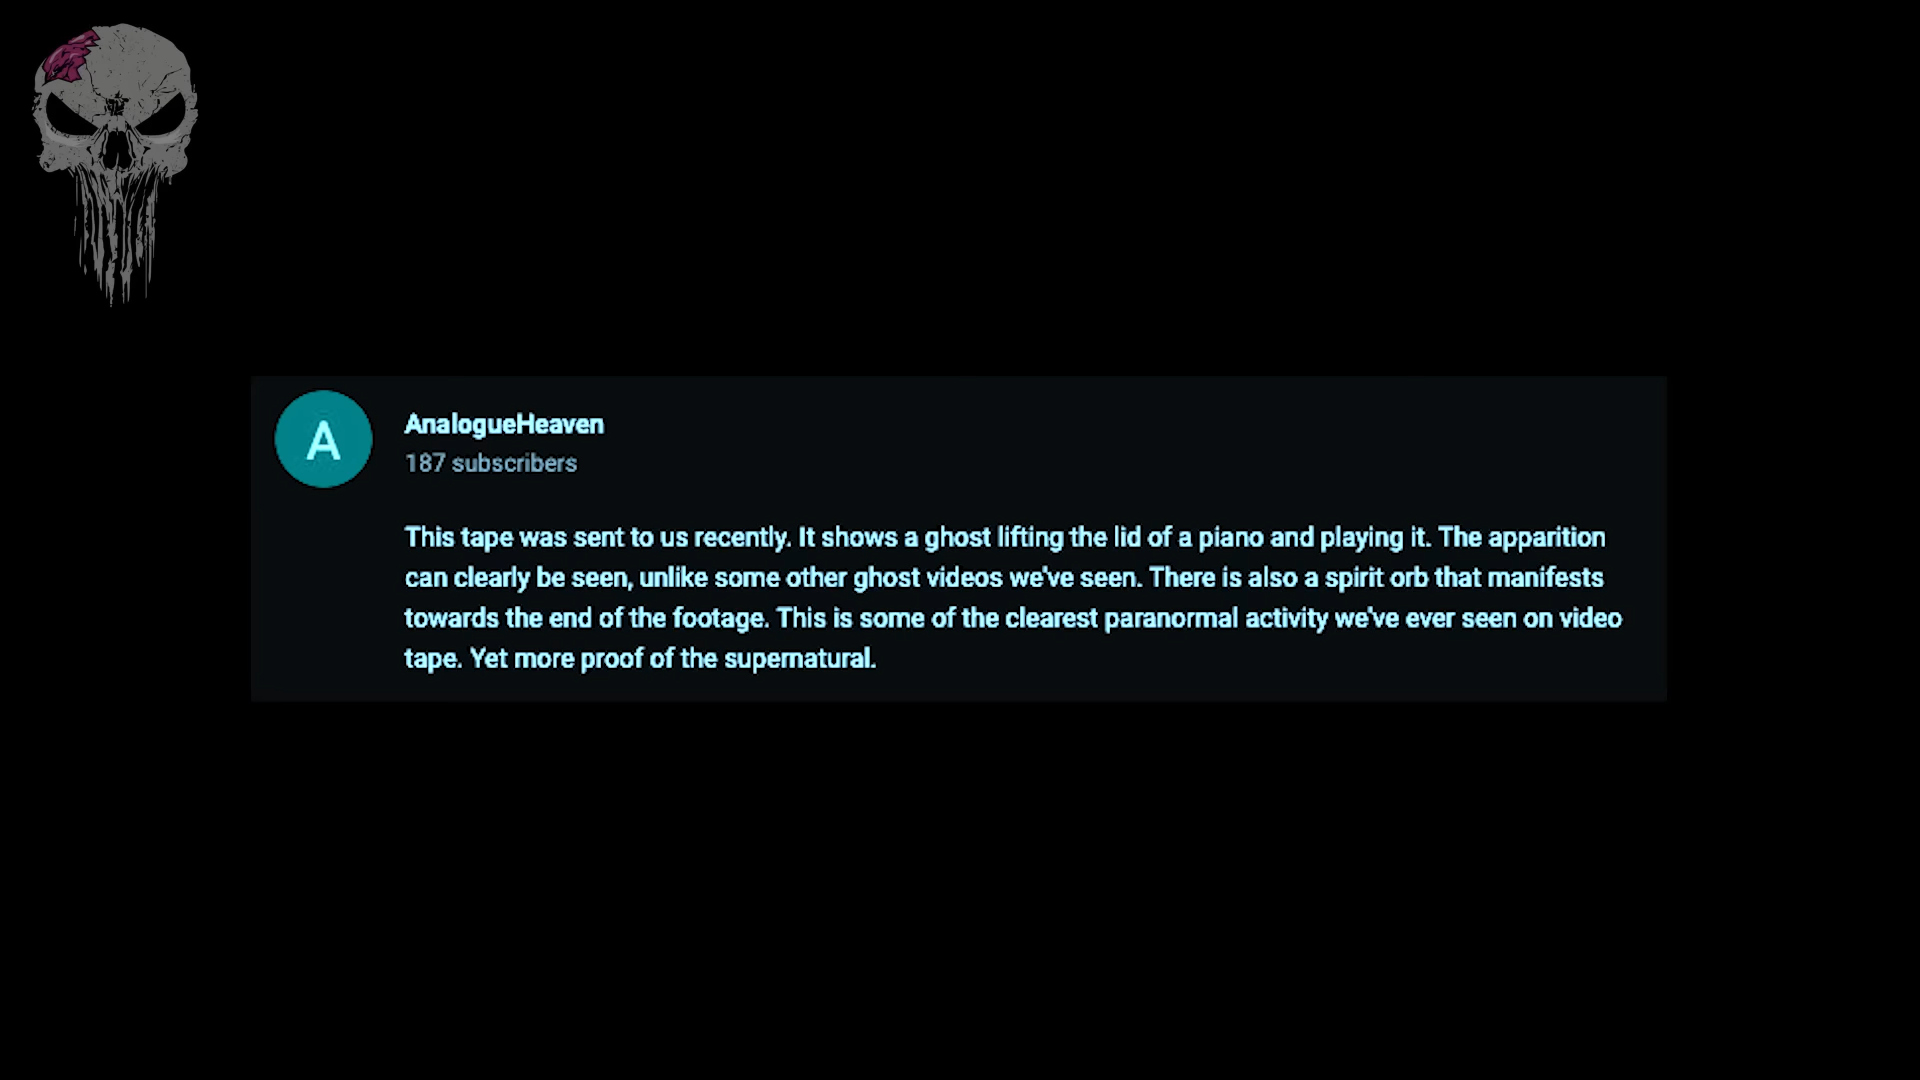 A
AnalogueHeaven
187 subscribers
This tape was sent to us recently. It shows a ghost lifting the lid of a piano and playing it. The apparition
can clearly be seen, unlike some other ghost videos we've seen. There is also a spirit orb that manifests
towards the end of the footage. This is some of the clearest paranormal activity we've ever seen on video
tape. Yet more proof of the supernatural.